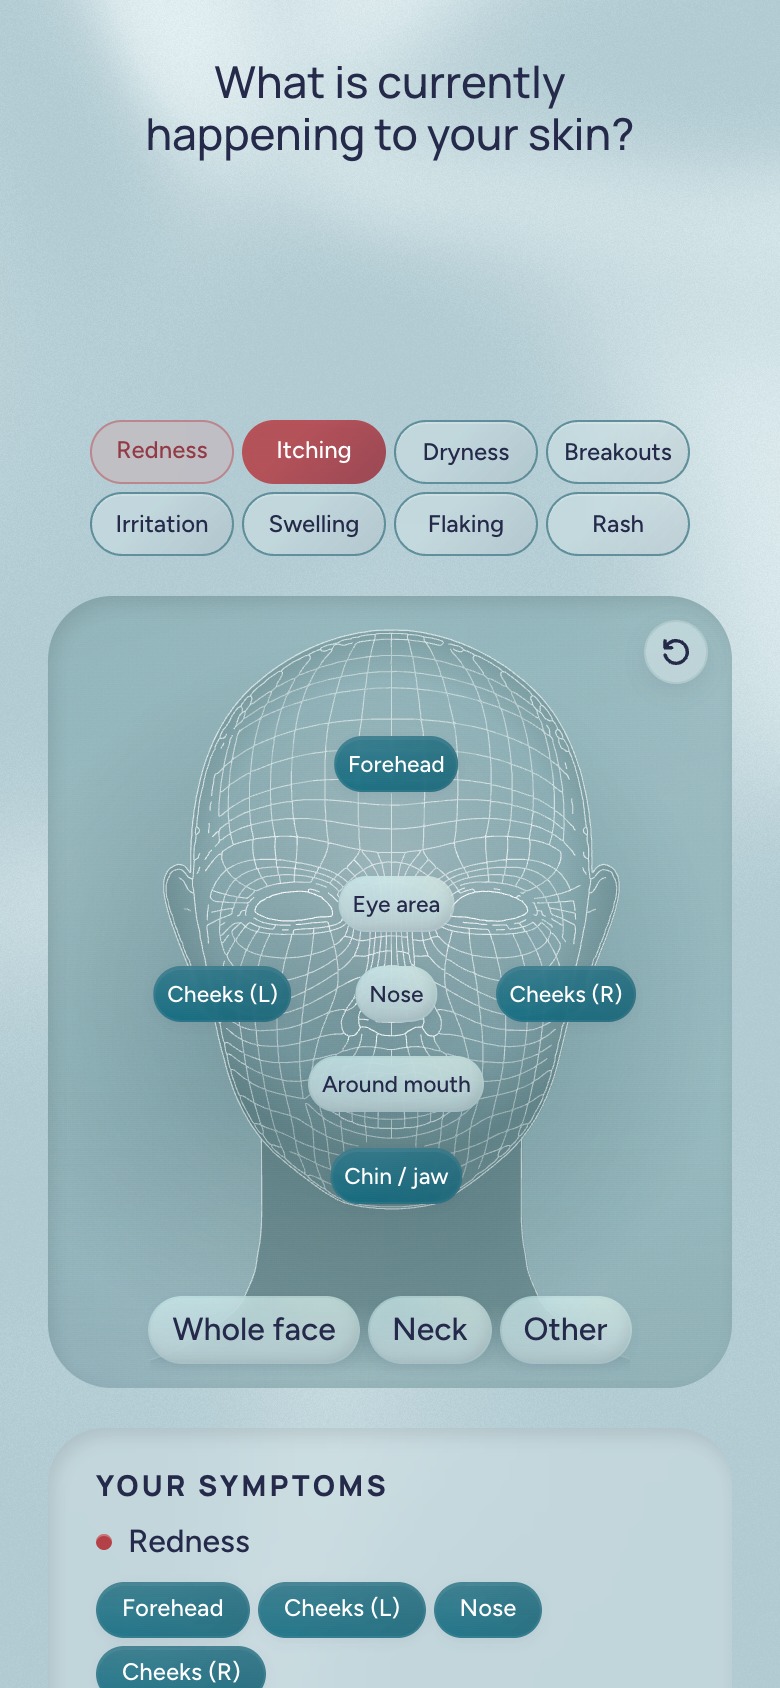 What is currently
happening to your skin?
Redness Itching Dryness Breakouts
Irritation Swelling Flaking Rash
Forehead
Eye area
Cheeks (L) Nose Cheeks (R)
Around mouth
Chin / jaw
Whole face Neck Other
YOUR SYMPTOMS
Redness
Forehead Cheeks (L) Nose
Cheeks (R)